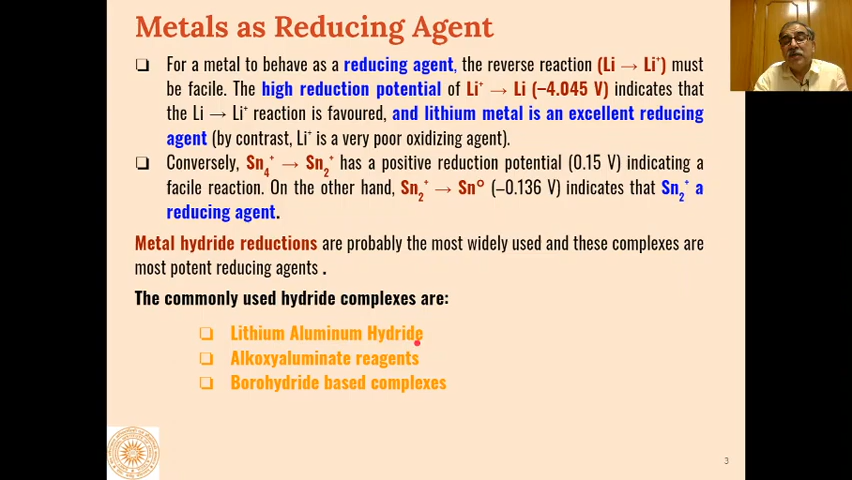 Metals as Reducing Agent
❑ For a metal to behave as a reducing agent, the reverse reaction (Li → Li⁺) must
be facile. The high reduction potential of Li⁺ → Li (–4.045 V) indicates that
the Li → Li⁺ reaction is favoured, and lithium metal is an excellent reducing
agent (by contrast, Li⁺ is a very poor oxidizing agent).
❑ Conversely, Sn₄⁺ → Sn₂⁺ has a positive reduction potential (0.15 V) indicating a
facile reaction. On the other hand, Sn₂⁺ → Sn⁰ (–0.136 V) indicates that Sn₂⁺ a
reducing agent.
Metal hydride reductions are probably the most widely used and these complexes are
most potent reducing agents .
The commonly used hydride complexes are:
❑ Lithium Aluminum Hydride
❑ Alkoxyaluminate reagents
❑ Borohydride based complexes
3